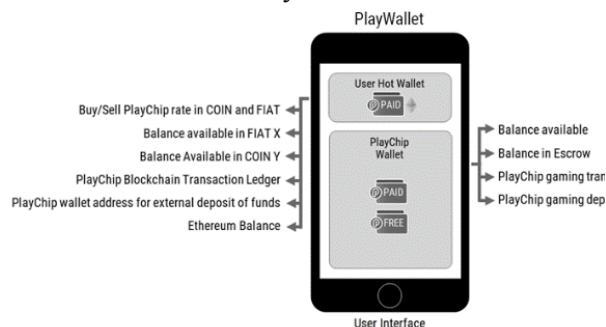 PlayWallet
User Hot Wallet
PAID
PlayChip
Wallet
PAID
FREE
Buy/Sell PlayChip rate in COIN and FIAT
Balance available in FIAT X
Balance Available in COIN Y
PlayChip Blockchain Transaction Ledger
PlayChip wallet address for external deposit of funds
Ethereum Balance
Balance available
Balance in Escrow
PlayChip gaming tran
PlayChip gaming dep
User Interface